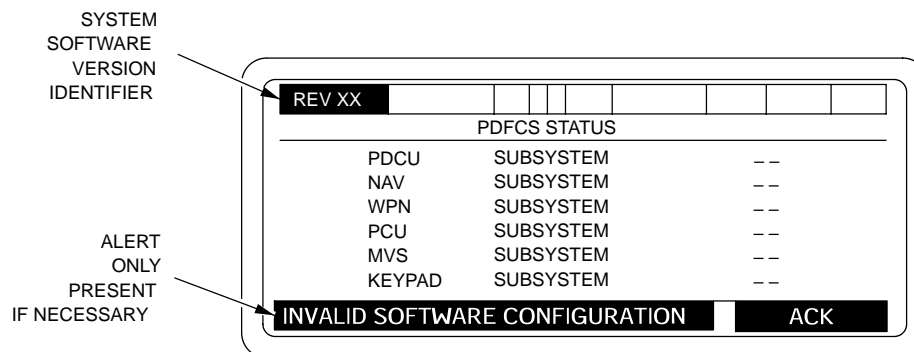 SYSTEM
SOFTWARE
VERSION
IDENTIFIER
REV XX
PDFCS STATUS
PDCU SUBSYSTEM – –
NAV SUBSYSTEM – –
WPN SUBSYSTEM – –
PCU SUBSYSTEM – –
MVS SUBSYSTEM – –
KEYPAD SUBSYSTEM – –
ALERT
ONLY
PRESENT
IF NECESSARY
INVALID SOFTWARE CONFIGURATION ACK